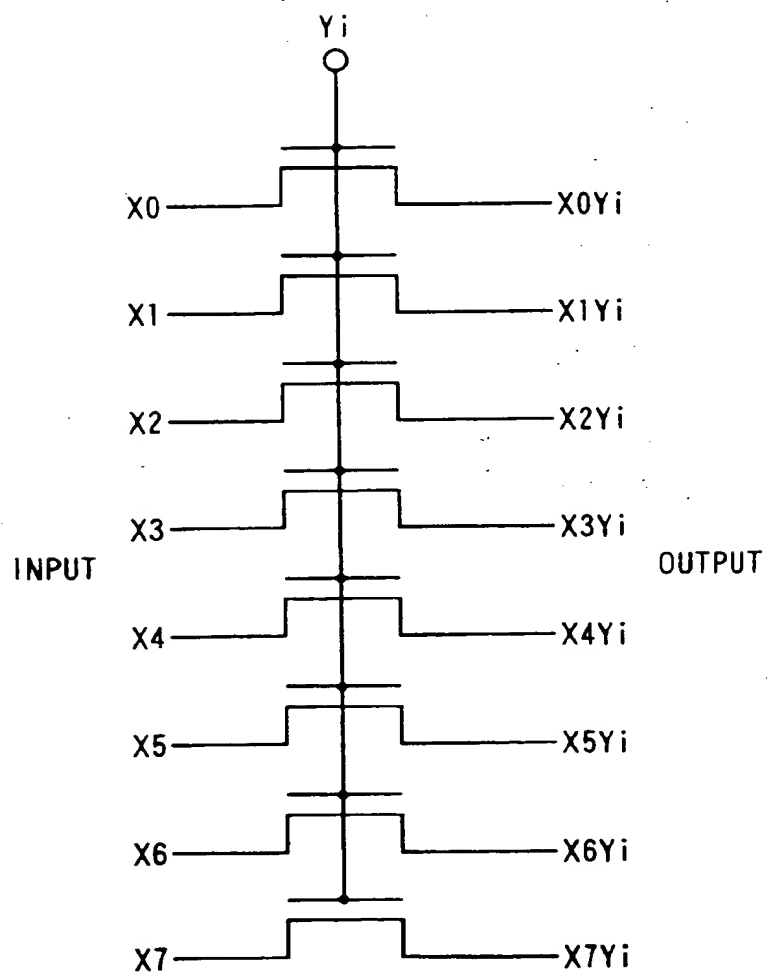 Yi
X0 X0Yi
X1 X1Yi
X2 X2Yi
X3 X3Yi
INPUT OUTPUT
X4 X4Yi
X5 X5Yi
X6 X6Yi
X7 X7Yi